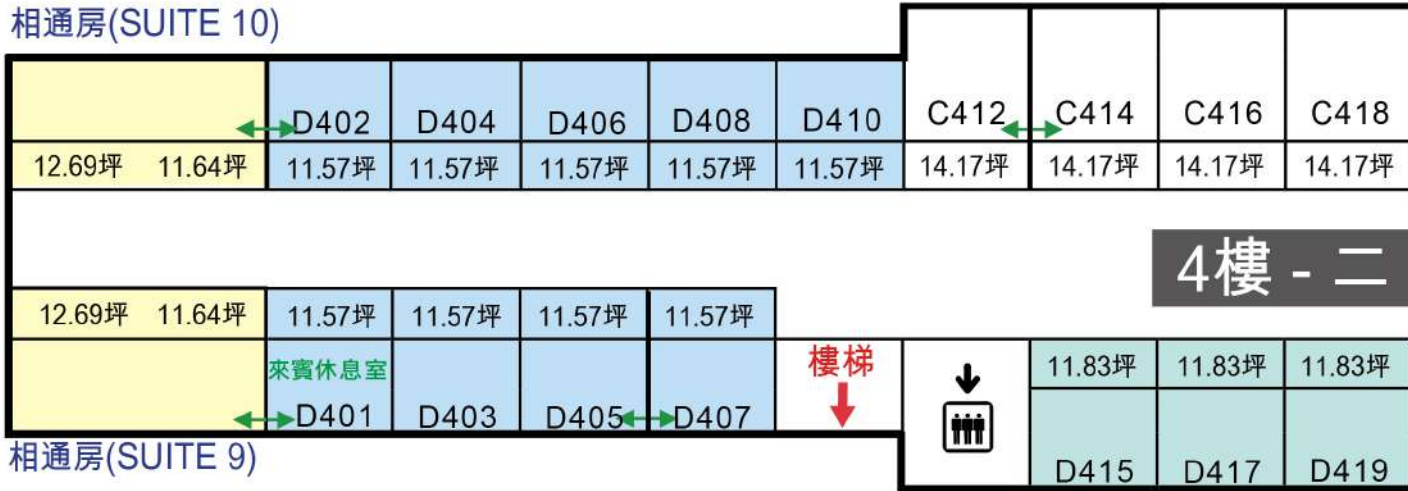 相通房(SUITE 10)
D402 D404 D406 D408 D410 C412 C414 C416 C418
12.69坪 11.64坪 11.57坪 11.57坪 11.57坪 11.57坪 11.57坪 14.17坪 14.17坪 14.17坪 14.17坪
4樓 - 二
12.69坪 11.64坪 11.57坪 11.57坪 11.57坪 11.57坪
來賓休息室 樓梯 11.83坪 11.83坪 11.83坪
D401 D403 D405 D407
相通房(SUITE 9)
D415 D417 D419